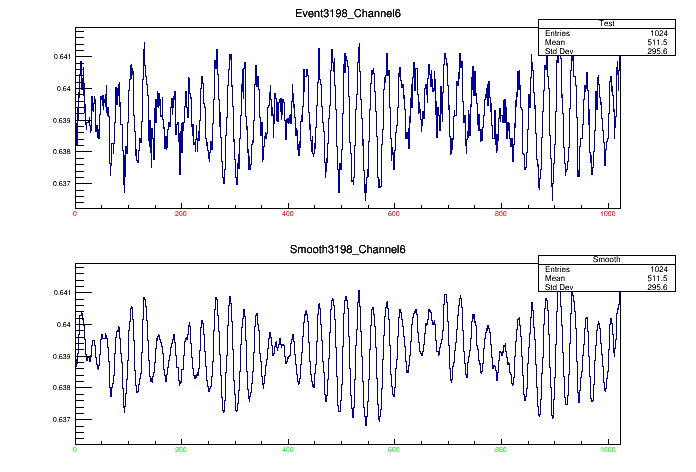 Event3198_Channel6
Test
Entries 1024
Mean 511.5
Std Dev 295.6
0.641
0.64
0.639
0.638
0.637
0 200 400 600 800 1000
Smooth3198_Channel6
Smooth
Entries 1024
Mean 511.5
Std Dev 295.6
0.641
0.64
0.639
0.638
0.637
0 200 400 600 800 1000